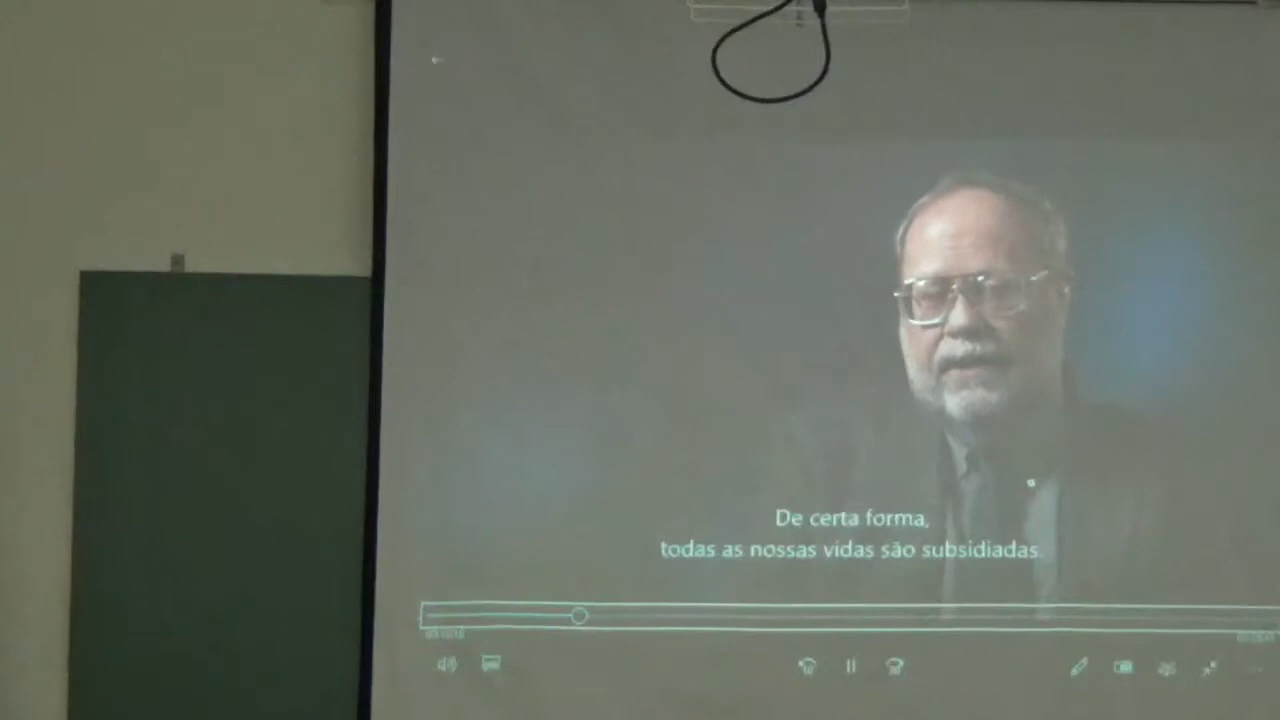 De certa forma,
todas as nossas vidas são subsidiadas.